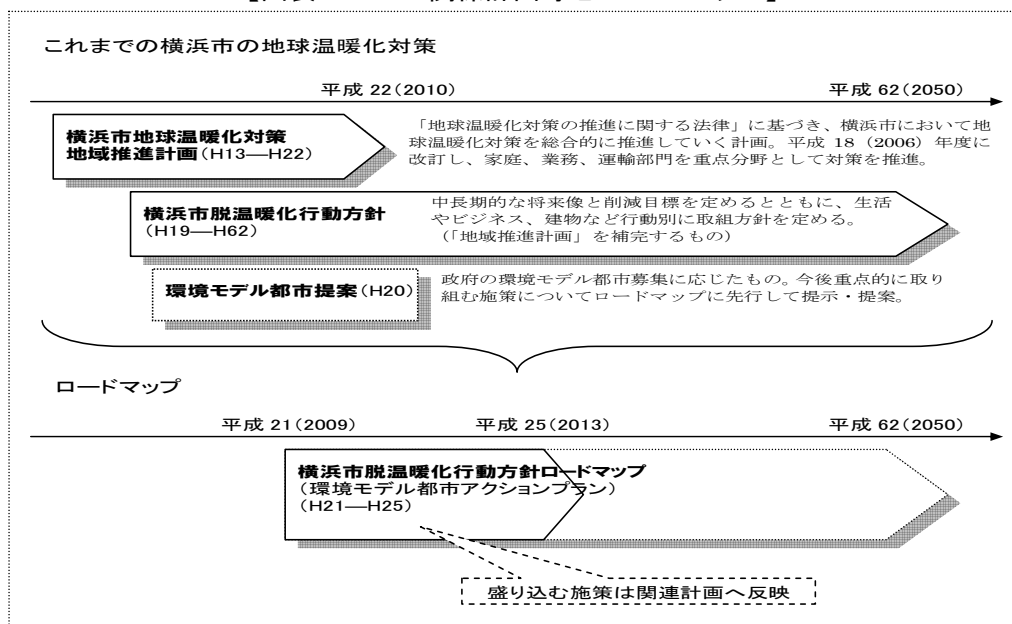 これまでの横浜市の地球温暖化対策
平成 22(2010)
平成 62(2050)
横浜市地球温暖化対策
地域推進計画(H13―H22)
「地球温暖化対策の推進に関する法律」に基づき、横浜市において地
球温暖化対策を総合的に推進していく計画。平成 18（2006）年度に
改訂し、家庭、業務、運輸部門を重点分野として対策を推進。
横浜市脱温暖化行動方針
(H19―H62)
中長期的な将来像と削減目標を定めるとともに、生活
やビジネス、建物など行動別に取組方針を定める。
（「地域推進計画」を補完するもの）
環境モデル都市提案(H20)
政府の環境モデル都市募集に応じたもの。今後重点的に取り
組む施策についてロードマップに先行して提示・提案。
ロードマップ
平成 21(2009)
平成 25(2013)
平成 62(2050)
横浜市脱温暖化行動方針ロードマップ
（環境モデル都市アクションプラン）
(H21―H25)
盛り込む施策は関連計画へ反映